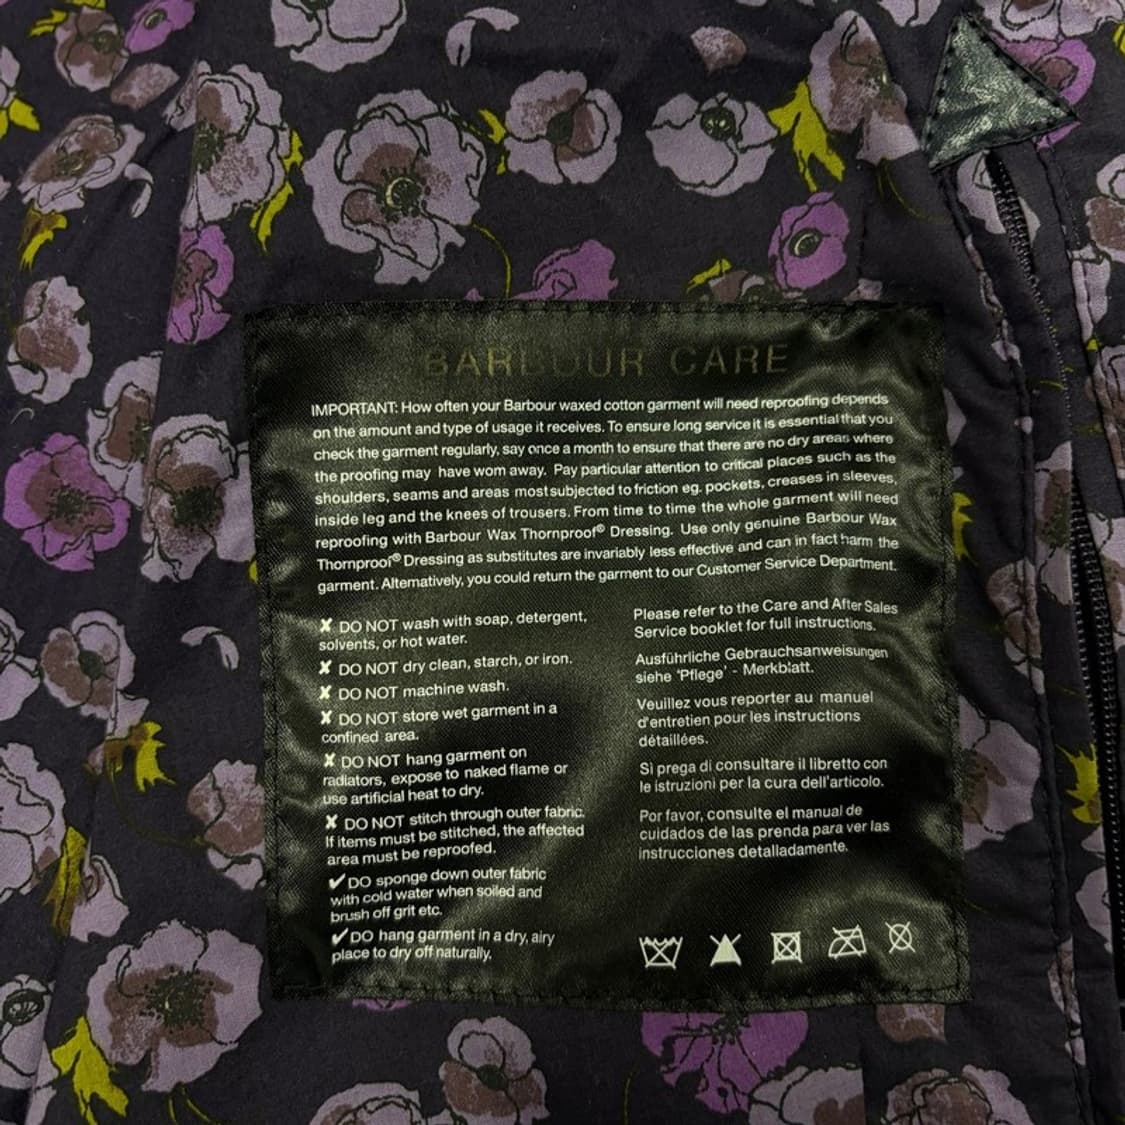 BARBOUR CARE
IMPORTANT: How often your Barbour waxed cotton garment will need reproofing depends
on the amount and type of usage it receives. To ensure long service it is essential that you
check the garment regularly, say once a month to ensure that there are no dry areas where
the proofing may have worn away. Pay particular attention to critical places such as the
shoulders, seams and areas most subjected to friction eg. pockets, creases in sleeves,
inside leg and the knees of trousers. From time to time the whole garment will need
reproofing with Barbour Wax Thornproof® Dressing. Use only genuine Barbour Wax
Thornproof® Dressing as substitutes are invariably less effective and can in fact harm the
garment. Alternatively, you could return the garment to our Customer Service Department.
✘ DO NOT wash with soap, detergent,
solvents, or hot water.
✘ DO NOT dry clean, starch, or iron.
✘ DO NOT machine wash.
✘ DO NOT store wet garment in a
confined area.
✘ DO NOT hang garment on
radiators, expose to naked flame or
use artificial heat to dry.
✘ DO NOT stitch through outer fabric.
If items must be stitched, the affected
area must be reproofed.
✔ DO sponge down outer fabric
with cold water when soiled and
brush off grit etc.
✔ DO hang garment in a dry, airy
place to dry off naturally.
Please refer to the Care and After Sales
Service booklet for full instructions.
Ausführliche Gebrauchsanweisungen
siehe 'Pflege' - Merkblatt.
Veuillez vous reporter au manuel
d'entretien pour les instructions
détaillées.
Si prega di consultare il libretto con
le istruzioni per la cura dell'articolo.
Por favor, consulte el manual de
cuidados de las prenda para ver las
instrucciones detalladamente.